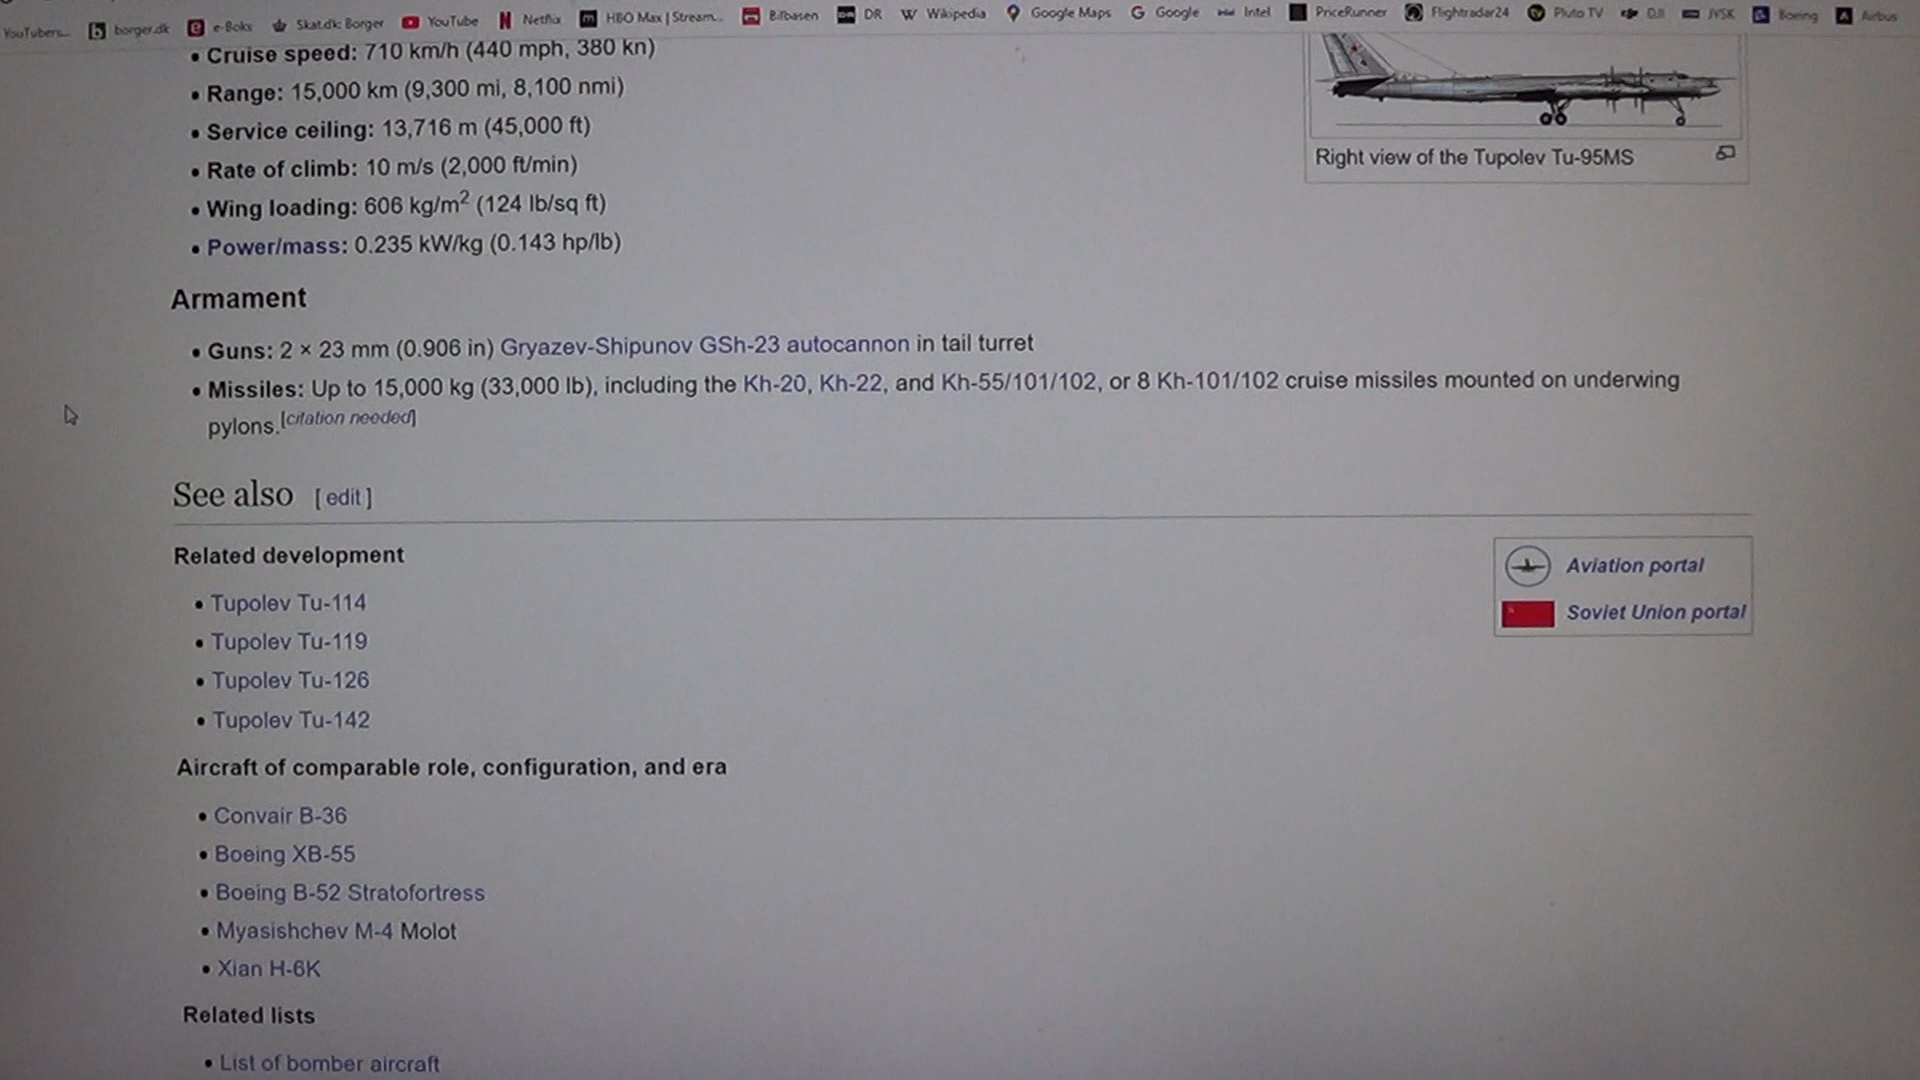 YouTubers... borger.dk e-Boks Skat.dk: Borger YouTube Netflix HBO Max | Stream... Bilbasen DR Wikipedia Google Maps Google Intel PriceRunner Flightradar24 Pluto TV DJI JYSK Boeing Airbus
• Cruise speed: 710 km/h (440 mph, 380 kn)
• Range: 15,000 km (9,300 mi, 8,100 nmi)
• Service ceiling: 13,716 m (45,000 ft)
• Rate of climb: 10 m/s (2,000 ft/min)
• Wing loading: 606 kg/m² (124 lb/sq ft)
• Power/mass: 0.235 kW/kg (0.143 hp/lb)
Right view of the Tupolev Tu-95MS
Armament
• Guns: 2 × 23 mm (0.906 in) Gryazev-Shipunov GSh-23 autocannon in tail turret
• Missiles: Up to 15,000 kg (33,000 lb), including the Kh-20, Kh-22, and Kh-55/101/102, or 8 Kh-101/102 cruise missiles mounted on underwing
pylons.[citation needed]
See also [ edit ]
Related development
• Tupolev Tu-114
• Tupolev Tu-119
• Tupolev Tu-126
• Tupolev Tu-142
Aviation portal
Soviet Union portal
Aircraft of comparable role, configuration, and era
• Convair B-36
• Boeing XB-55
• Boeing B-52 Stratofortress
• Myasishchev M-4 Molot
• Xian H-6K
Related lists
• List of bomber aircraft